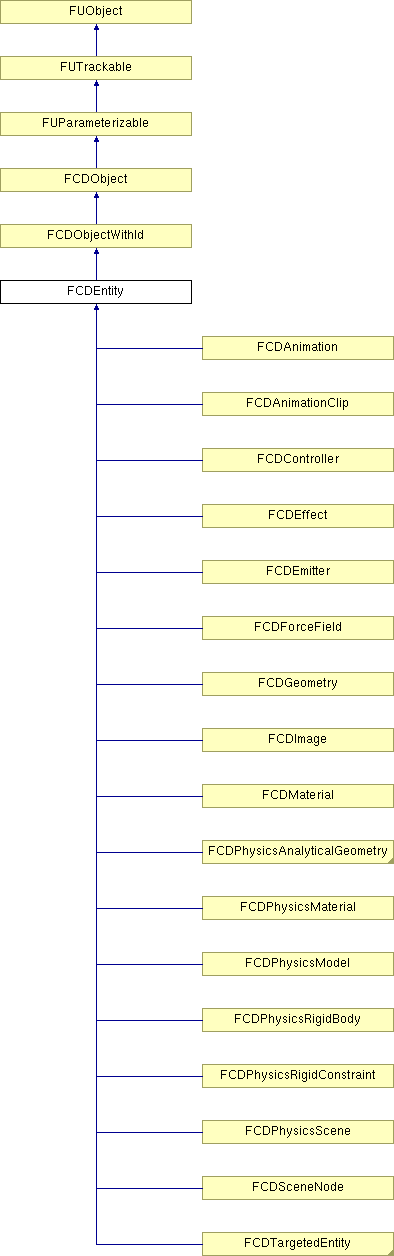 FUObject
FUTrackable
FUParameterizable
FCDObject
FCDObjectWithId
FCDEntity
FCDAnimation
FCDAnimationClip
FCDController
FCDEffect
FCDEmitter
FCDForceField
FCDGeometry
FCDImage
FCDMaterial
FCDPhysicsAnalyticalGeometry
FCDPhysicsMaterial
FCDPhysicsModel
FCDPhysicsRigidBody
FCDPhysicsRigidConstraint
FCDPhysicsScene
FCDSceneNode
FCDTargetedEntity